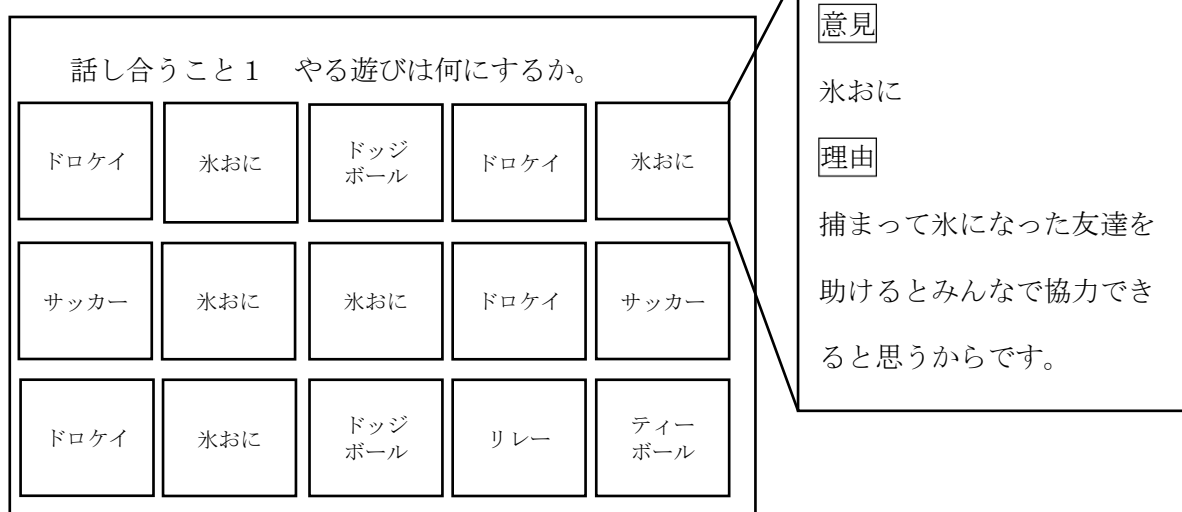 話し合うこと1 やる遊びは何にするか。
ドロケイ
氷おに
ドッジ
ボール
ドロケイ
氷おに
サッカー
氷おに
氷おに
ドロケイ
サッカー
ドロケイ
氷おに
ドッジ
ボール
リレー
ティー
ボール
意見
氷おに
理由
捕まって氷になった友達を
助けるとみんなで協力でき
ると思うからです。